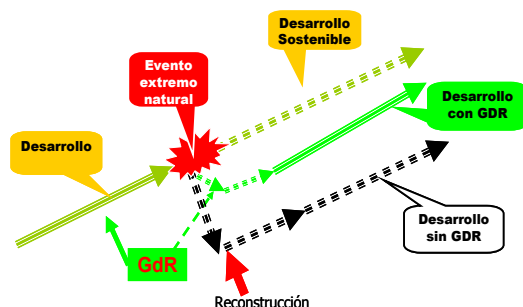 Desarrollo
Sostenible
Evento
extremo
natural
Desarrollo
con GDR
Desarrollo
GdR
Desarrollo
sin GDR
Reconstrucción